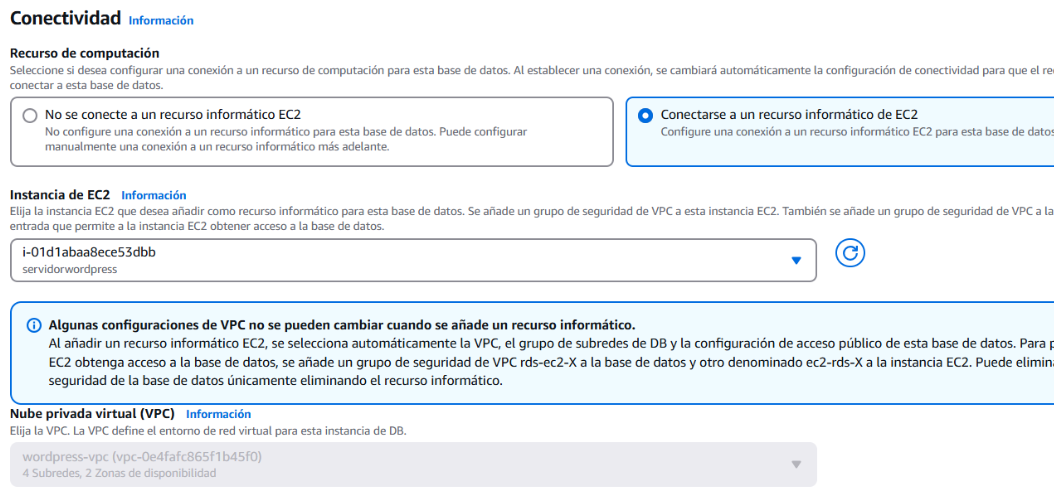 Conectividad Información
Recurso de computación
Seleccione si desea configurar una conexión a un recurso de computación para esta base de datos. Al establecer una conexión, se cambiará automáticamente la configuración de conectividad para que el
conectar a esta base de datos.
No se conecte a un recurso informático EC2
No configure una conexión a un recurso informático para esta base de datos. Puede configurar
manualmente una conexión a un recurso informático más adelante.
Conectarse a un recurso informático de EC2
Configure una conexión a un recurso informático EC2 para esta base de datos
Instancia de EC2 Información
Elija la instancia EC2 que desea añadir como recurso informático para esta base de datos. Se añade un grupo de seguridad de VPC a esta instancia EC2. También se añade un grupo de seguridad de VPC a la
entrada que permite a la instancia EC2 obtener acceso a la base de datos.
i-01d1abaa8ece53dbb
servidorwordpress
Algunas configuraciones de VPC no se pueden cambiar cuando se añade un recurso informático.
Al añadir un recurso informático EC2, se selecciona automáticamente la VPC, el grupo de subredes de DB y la configuración de acceso público de esta base de datos. Para
EC2 obtenga acceso a la base de datos, se añade un grupo de seguridad de VPC rds-ec2-X a la base de datos y otro denominado ec2-rds-X a la instancia EC2. Puede
seguridad de la base de datos únicamente eliminando el recurso informático.
Nube privada virtual (VPC) Información
Elija la VPC. La VPC define el entorno de red virtual para esta instancia de DB.
wordpress-vpc (vpc-0e4fafc865f1b45f0)
4 Subredes, 2 Zonas de disponibilidad